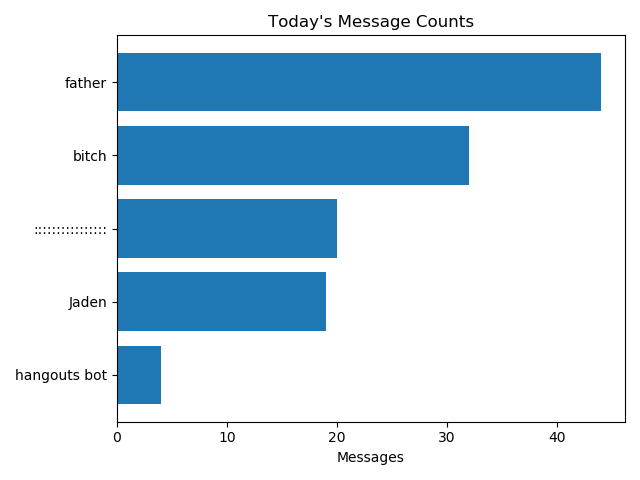 Today's Message Counts
father
bitch
::::::::::::::::
Jaden
hangouts bot
0 10 20 30 40
Messages